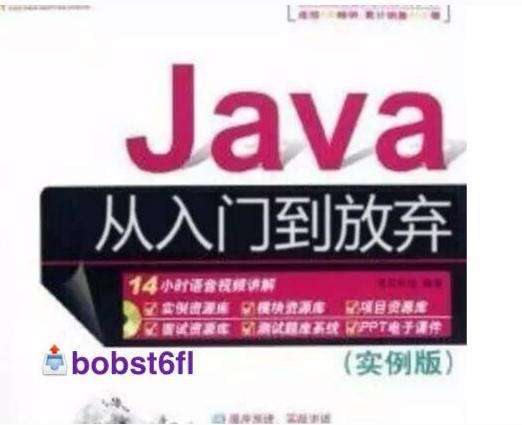 Java
从入门到放弃
14小时语音视频讲解
实例资源库 模块资源库 项目资源库
面试资源库 测试题库系统 PPT电子课件
bobst6fl
(实例版)